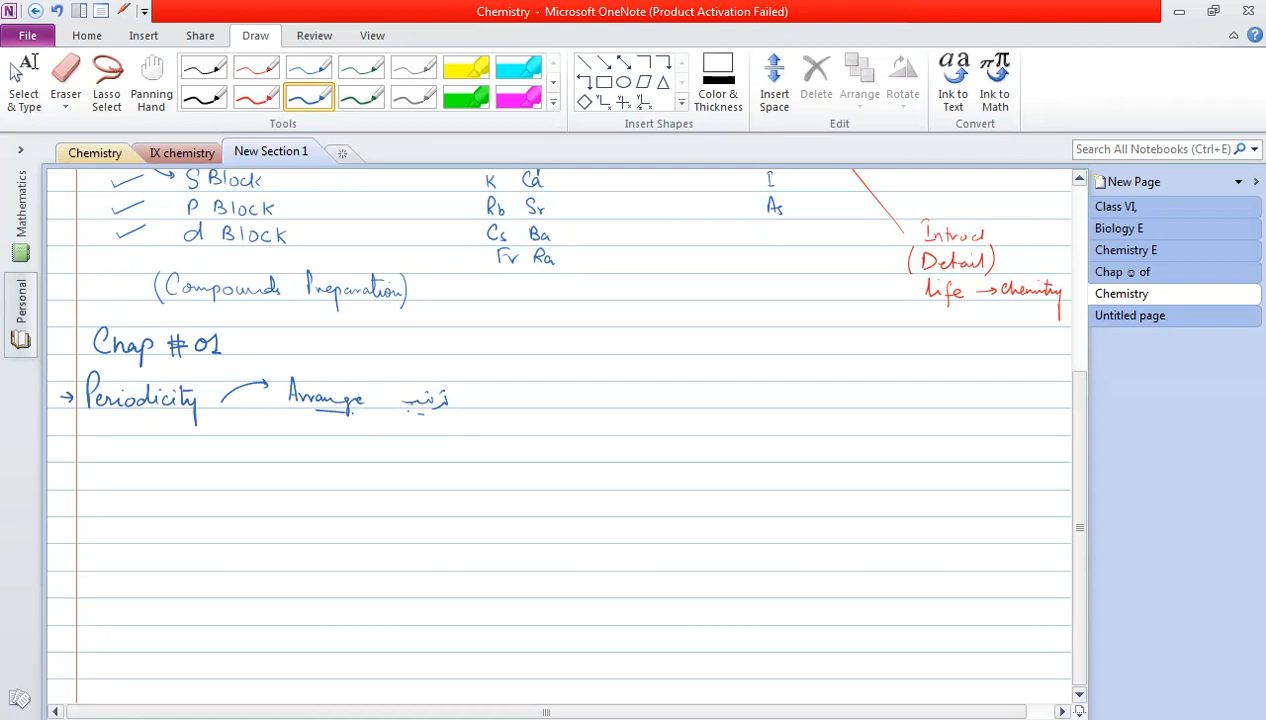 Chemistry - Microsoft OneNote (Product Activation Failed)
File Home Insert Share Draw Review View
Select & Type
Eraser
Lasso Select
Panning Hand
Color & Thickness
Insert Space
Delete
Arrange
Rotate
Ink to Text
Ink to Math
Tools Insert Shapes Edit Convert
Chemistry IX chemistry New Section 1 Search All Notebooks (Ctrl+E)
Mathematics
Personal
New Page
Class VI,
Biology E
Chemistry E
Chap ☺ of
Chemistry
Untitled page
S Block K Ca I
P Block Rb Sr As
d Block Cs Ba
Fr Ra
Introd
(Detail)
life → Chemitry
(Compounds Preparation)
Chap # 01
→ Periodicity Arrange ترتیب